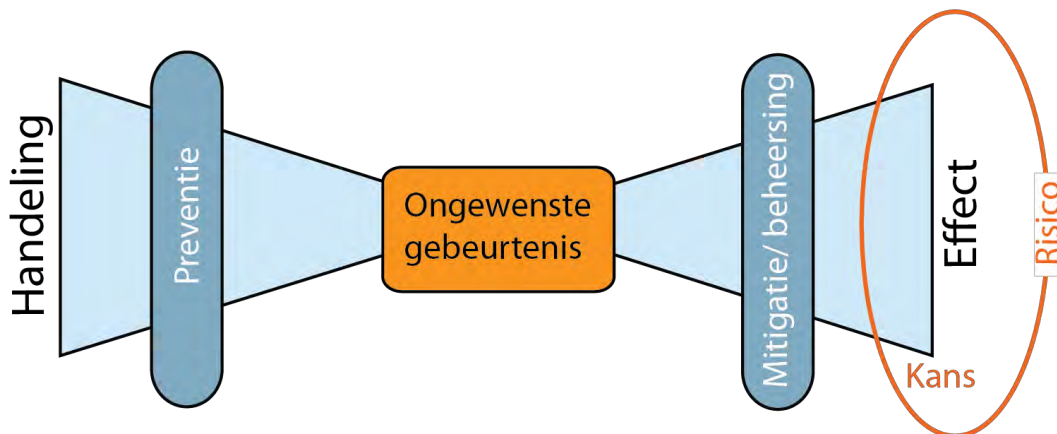 Handeling
Preventie
Ongewenste
gebeurtenis
Mitigatie/ beheersing
Effect
Kans
Risico